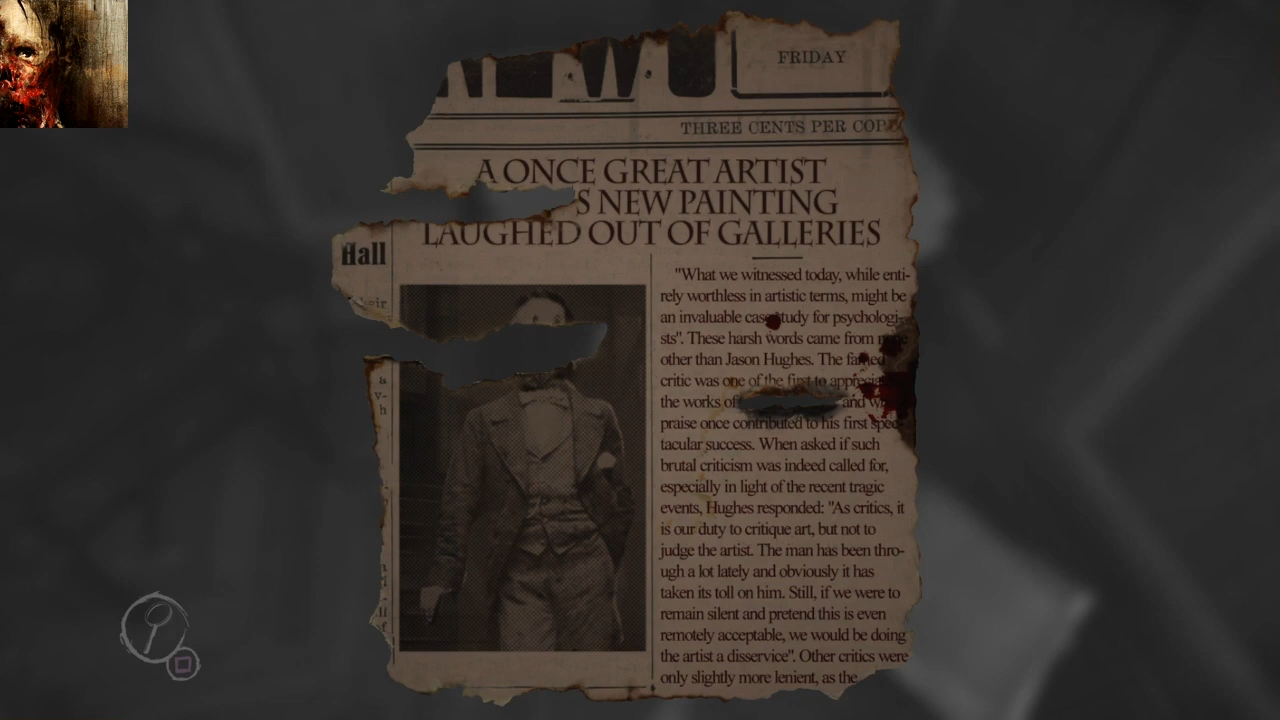 FRIDAY
THREE CENTS PER COPY
A ONCE GREAT ARTIST
S NEW PAINTING
LAUGHED OUT OF GALLERIES
Hall
"What we witnessed today, while enti-
rely worthless in artistic terms, might be
an invaluable case study for psychologi-
sts". These harsh words came from none
other than Jason Hughes. The famed
critic was one of the first to appreciate
the works of and
praise once contributed to his first spec-
tacular success. When asked if such
brutal criticism was indeed called for,
especially in light of the recent tragic
events, Hughes responded: "As critics, it
is our duty to critique art, but not to
judge the artist. The man has been thro-
ugh a lot lately and obviously it has
taken its toll on him. Still, if we were to
remain silent and pretend this is even
remotely acceptable, we would be doing
the artist a disservice". Other critics were
only slightly more lenient, as the
a
v-
h